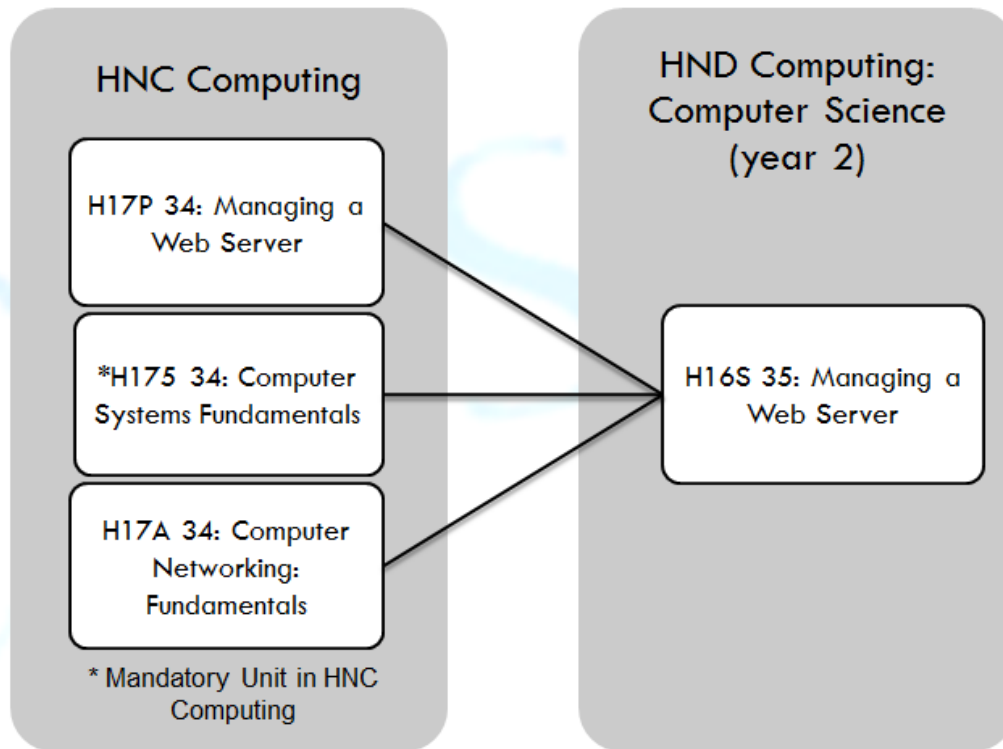 HNC Computing
H17P 34: Managing a
Web Server
*H175 34: Computer
Systems Fundamentals
H17A 34: Computer
Networking:
Fundamentals
* Mandatory Unit in HNC
Computing
HND Computing:
Computer Science
(year 2)
H16S 35: Managing a
Web Server